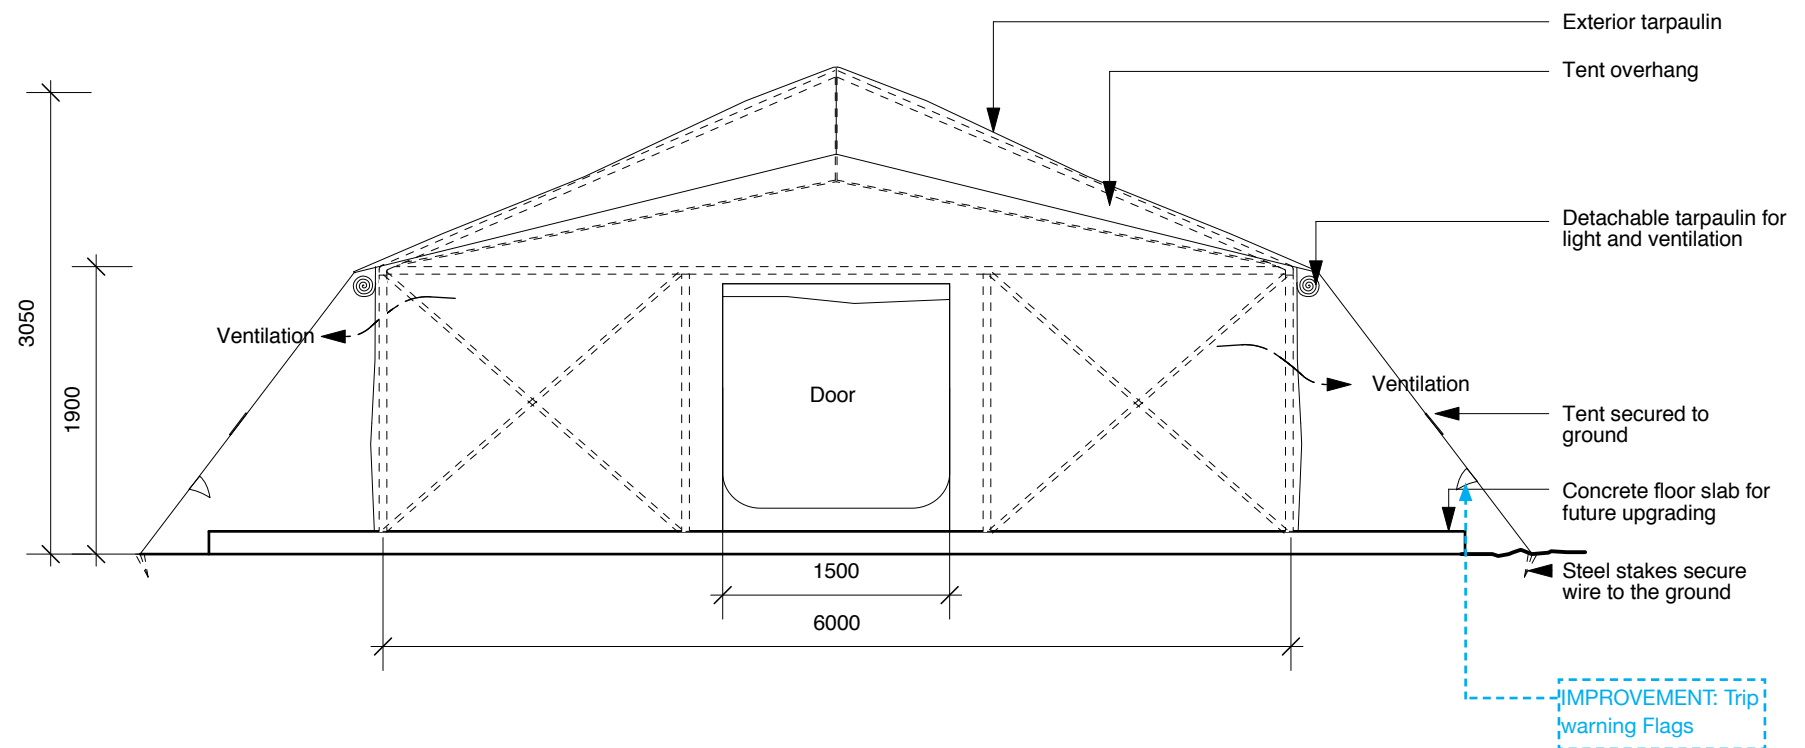 Exterior tarpaulin
Tent overhang
Detachable tarpaulin for
light and ventilation
3050
Ventilation
1900
Door
Ventilation
Tent secured to
ground
Concrete floor slab for
future upgrading
1500
Steel stakes secure
wire to the ground
6000
IMPROVEMENT: Trip
warning Flags